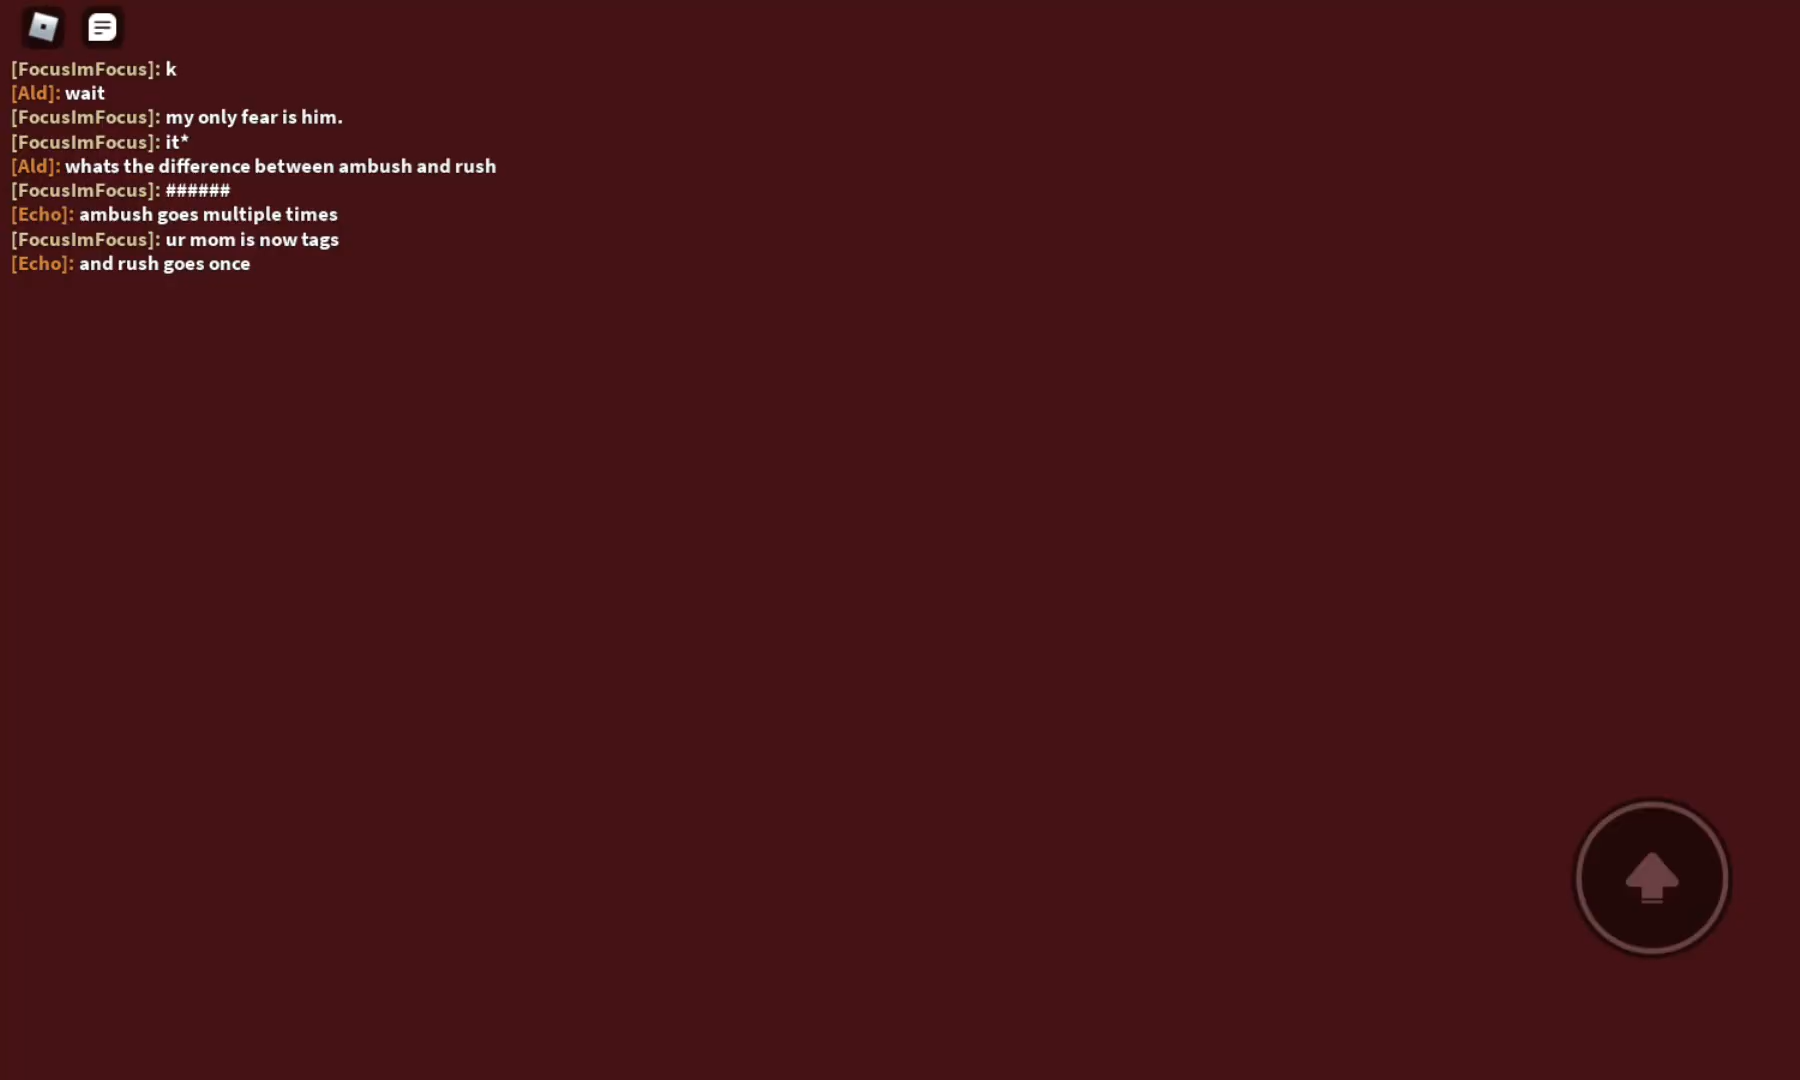 [FocusImFocus]: k
[Ald]: wait
[FocusImFocus]: my only fear is him.
[FocusImFocus]: it*
[Ald]: whats the difference between ambush and rush
[FocusImFocus]: ######
[Echo]: ambush goes multiple times
[FocusImFocus]: ur mom is now tags
[Echo]: and rush goes once